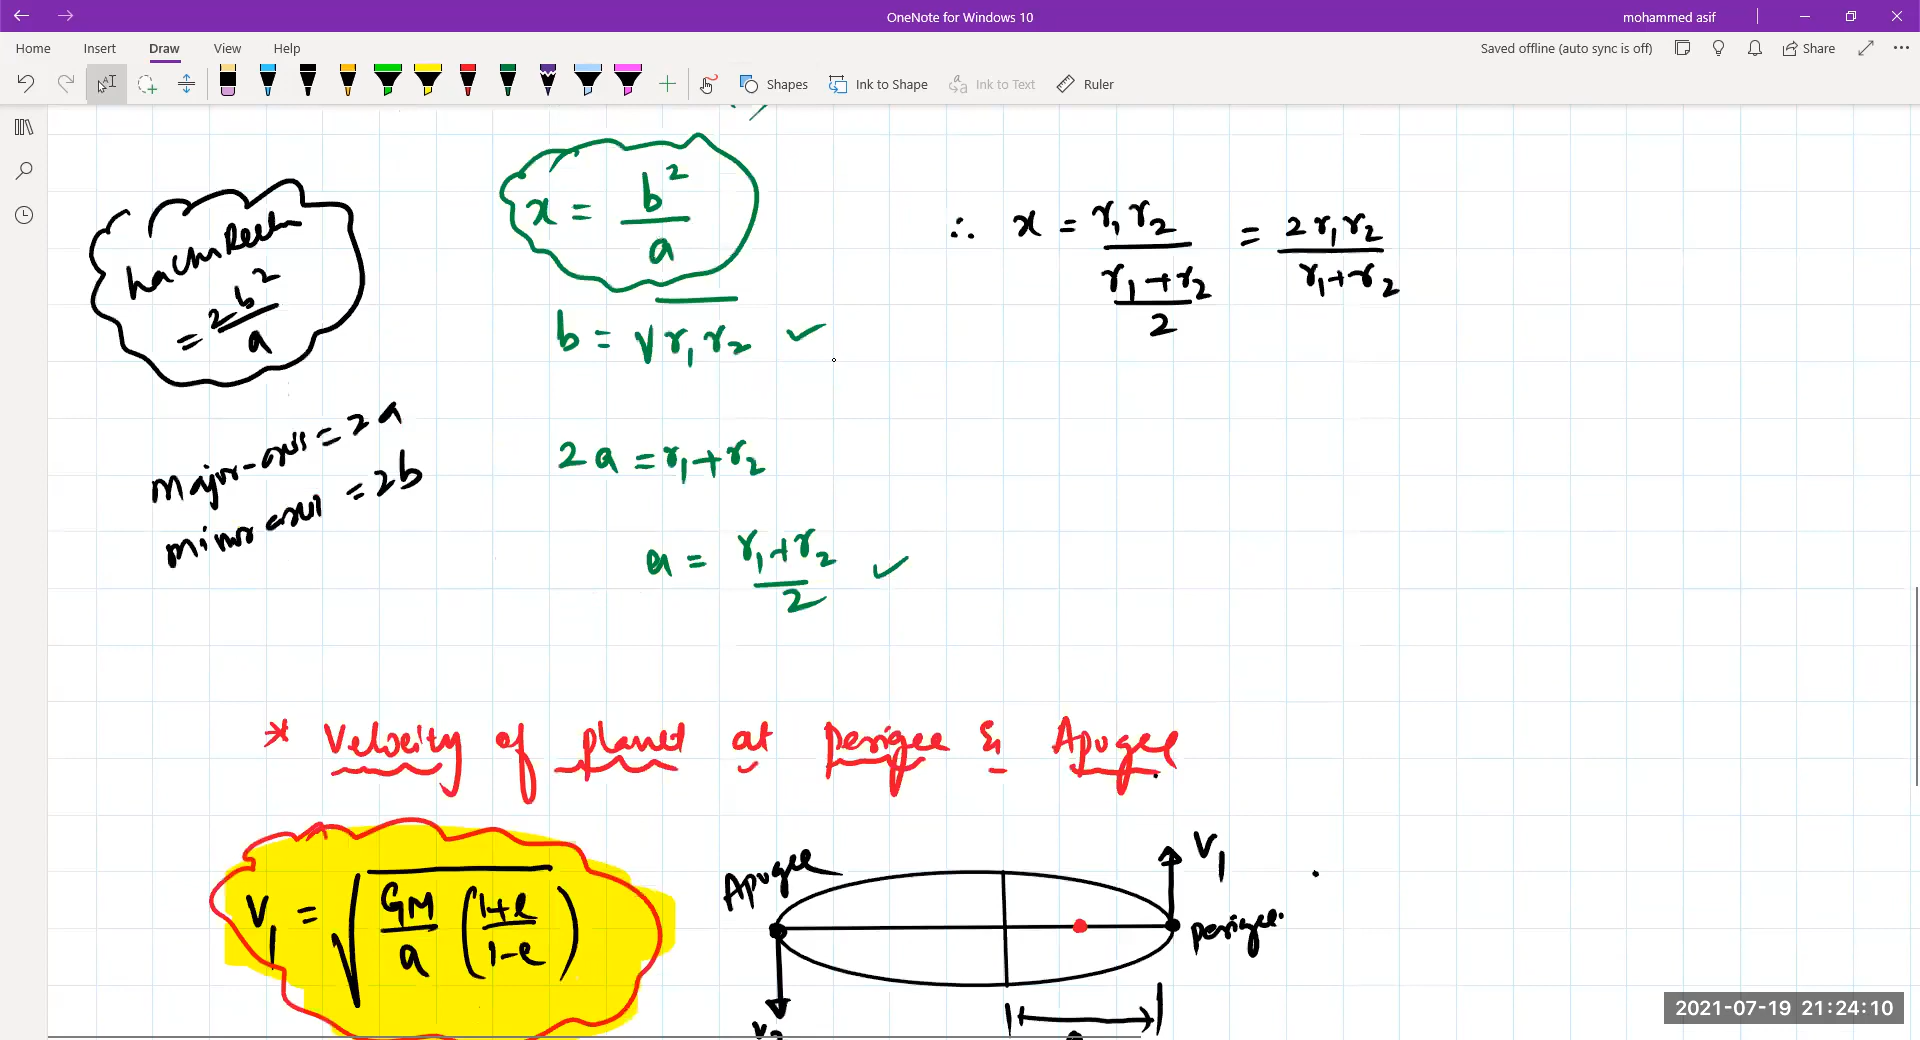 OneNote for Windows 10
mohammed asif
Home Insert Draw View Help
Saved offline (auto sync is off)
Share
Shapes
Ink to Shape
Ink to Text
Ruler
x = b² / a
= 2b² / a
b = √r₁r₂ ✓
∴ x = r₁r₂ / ((r₁+r₂) / 2) = 2r₁r₂ / (r₁+r₂)
major-axis = 2a
minor axis = 2b
2a = r₁+r₂
a = (r₁+r₂) / 2 ✓
* Velocity of planet at perigee & Apogee
V₁ = √(GM/a ((1+e)/(1-e)))
Apogee
V₁
perigee
2021-07-19 21:24:10